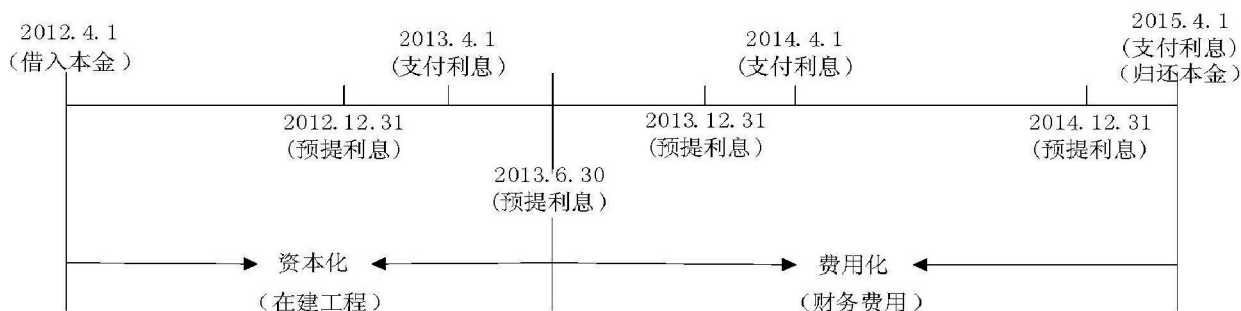 2012.4.1
(借入本金)
2013.4.1
(支付利息)
2014.4.1
(支付利息)
2015.4.1
(支付利息)
(归还本金)
2012.12.31
(预提利息)
2013.6.30
(预提利息)
2013.12.31
(预提利息)
2014.12.31
(预提利息)
资本化
(在建工程)
费用化
(财务费用)